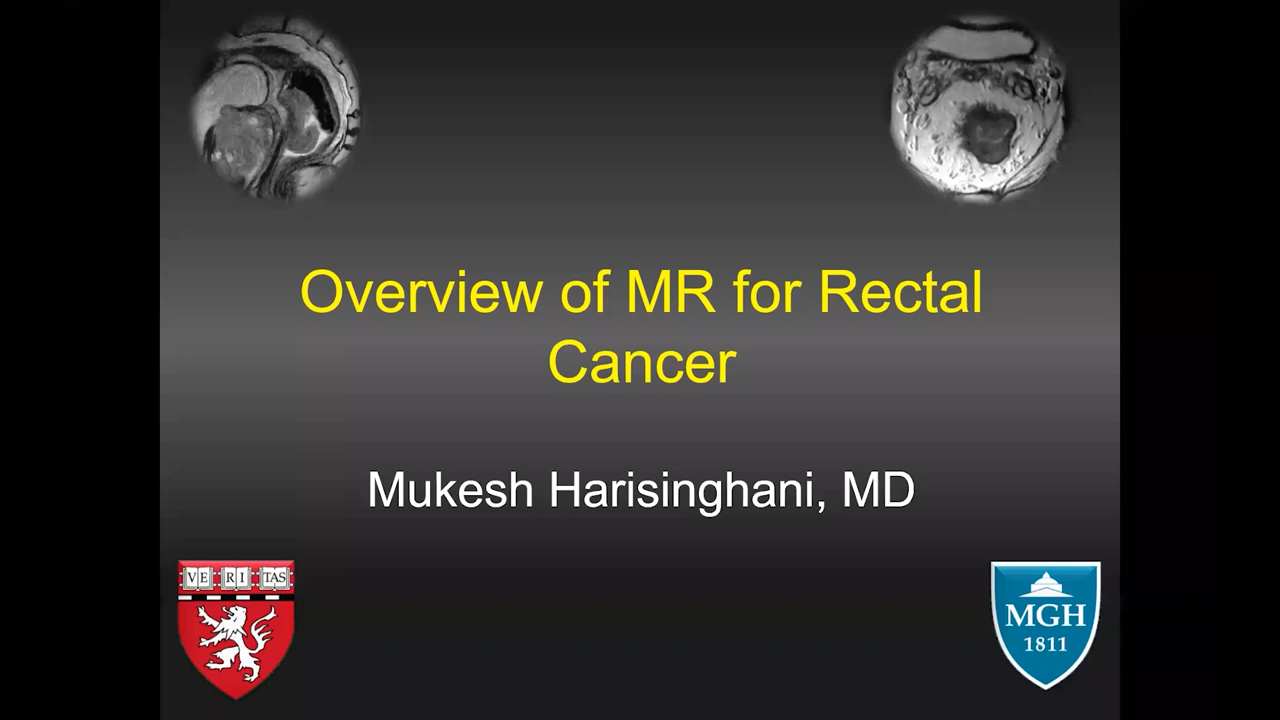 Overview of MR for Rectal
Cancer
Mukesh Harisinghani, MD
VE RI TAS
MGH
1811